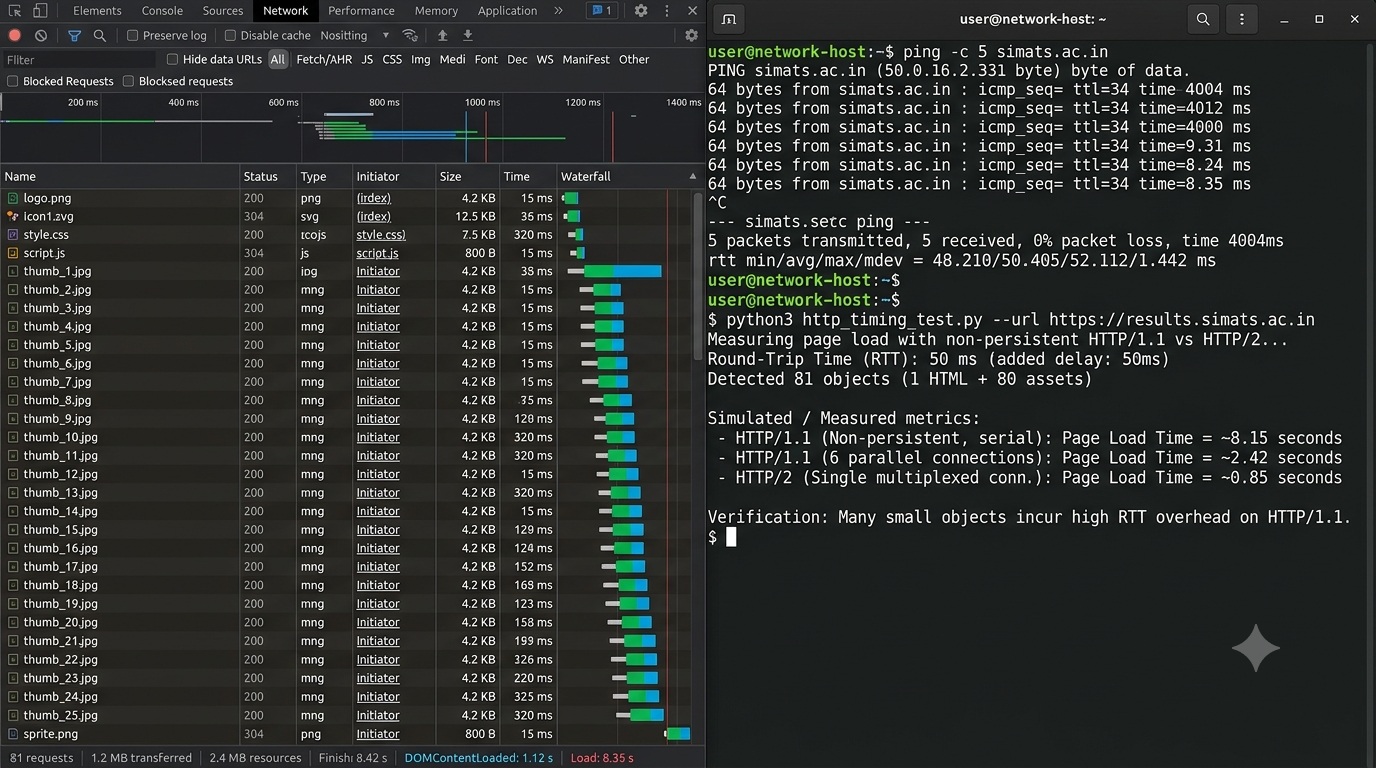 Elements Console Sources Network Performance Memory Application » 1
Preserve log Disable cache Nositting
Filter Hide data URLs All Fetch/AHR JS CSS Img Medi Font Dec WS ManiFest Other
Blocked Requests Blocksed requests
200 ms 400 ms 600 ms 800 ms 1000 ms 1200 ms 1400 ms
Name Status Type Initiator Size Time Waterfall
logo.png 200 png (irdex) 4.2 KB 15 ms
icon1.zvg 304 svg (irdex) 12.5 KB 36 ms
style.css 200 tcojs style.css) 7.5 KB 320 ms
script.js 304 js script.js 800 B 15 ms
thumb_1.jpg 200 ipg Initiator 4.2 KB 38 ms
thumb_2.jpg 200 mng Initiator 4.2 KB 15 ms
thumb_3.jpg 200 mng Initiator 4.2 KB 15 ms
thumb_4.jpg 200 mng Initiator 4.2 KB 15 ms
thumb_5.jpg 200 mng Initiator 4.2 KB 15 ms
thumb_6.jpg 200 mng Initiator 4.2 KB 15 ms
thumb_7.jpg 200 mng Initiator 4.2 KB 15 ms
thumb_8.jpg 200 mng Initiator 4.2 KB 35 ms
thumb_9.jpg 200 mng Initiator 4.2 KB 128 ms
thumb_10.jpg 200 mng Initiator 4.2 KB 320 ms
thumb_11.jpg 200 mng Initiator 4.2 KB 320 ms
thumb_12.jpg 200 mng Initiator 4.2 KB 15 ms
thumb_13.jpg 200 mng Initiator 4.2 KB 320 ms
thumb_14.jpg 200 mng Initiator 4.2 KB 15 ms
thumb_15.jpg 200 mng Initiator 4.2 KB 129 ms
thumb_16.jpg 200 mng Initiator 4.2 KB 124 ms
thumb_17.jpg 200 mng Initiator 4.2 KB 152 ms
thumb_18.jpg 200 mng Initiator 4.2 KB 169 ms
thumb_19.jpg 200 mng Initiator 4.2 KB 123 ms
thumb_20.jpg 200 mng Initiator 4.2 KB 158 ms
thumb_21.jpg 200 mng Initiator 4.2 KB 199 ms
thumb_22.jpg 200 mng Initiator 4.2 KB 326 ms
thumb_23.jpg 200 mng initiator 4.2 KB 220 ms
thumb_24.jpg 200 mng Initiator 4.2 KB 325 ms
thumb_25.jpg 200 mng Initiator 4.2 KB 320 ms
sprite.png 304 png Initiator 800 B 15 ms
81 requests 1.2 MB transferred 2.4 MB resources Finish: 8.42 s DOMContentLoaded: 1.12 s Load: 8.35 s
user@network-host: ~
user@network-host:~$ ping -c 5 simats.ac.in
PING simats.ac.in (50.0.16.2.331 byte) byte of data.
64 bytes from simats.ac.in : icmp_seq= ttl=34 time-4004 ms
64 bytes from simats.ac.in : icmp_seq= ttl=34 time=4012 ms
64 bytes from simats.ac.in : icmp_seq= ttl=34 time=4000 ms
64 bytes from simats.ac.in : icmp_seq= ttl=34 time=9.31 ms
64 bytes from simats.ac.in : icmp_seq= ttl=34 time=8.24 ms
64 bytes from simats.ac.in : icmp_seq= ttl=34 time=8.35 ms
^C
--- simats.setc ping ---
5 packets transmitted, 5 received, 0% packet loss, time 4004ms
rtt min/avg/max/mdev = 48.210/50.405/52.112/1.442 ms
user@network-host:~$
user@network-host:~$
$ python3 http_timing_test.py --url https://results.simats.ac.in
Measuring page load with non-persistent HTTP/1.1 vs HTTP/2...
Round-Trip Time (RTT): 50 ms (added delay: 50ms)
Detected 81 objects (1 HTML + 80 assets)
Simulated / Measured metrics:
- HTTP/1.1 (Non-persistent, serial): Page Load Time = ~8.15 seconds
- HTTP/1.1 (6 parallel connections): Page Load Time = ~2.42 seconds
- HTTP/2 (Single multiplexed conn.): Page Load Time = ~0.85 seconds
Verification: Many small objects incur high RTT overhead on HTTP/1.1.
$